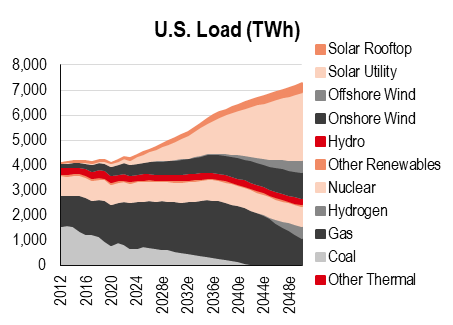 U.S. Load (TWh)
8,000
7,000
6,000
5,000
4,000
3,000
2,000
1,000
0
2012
2016
2020
2024
2028e
2032e
2036e
2040e
2044e
2048e
Solar Rooftop
Solar Utility
Offshore Wind
Onshore Wind
Hydro
Other Renewables
Nuclear
Hydrogen
Gas
Coal
Other Thermal